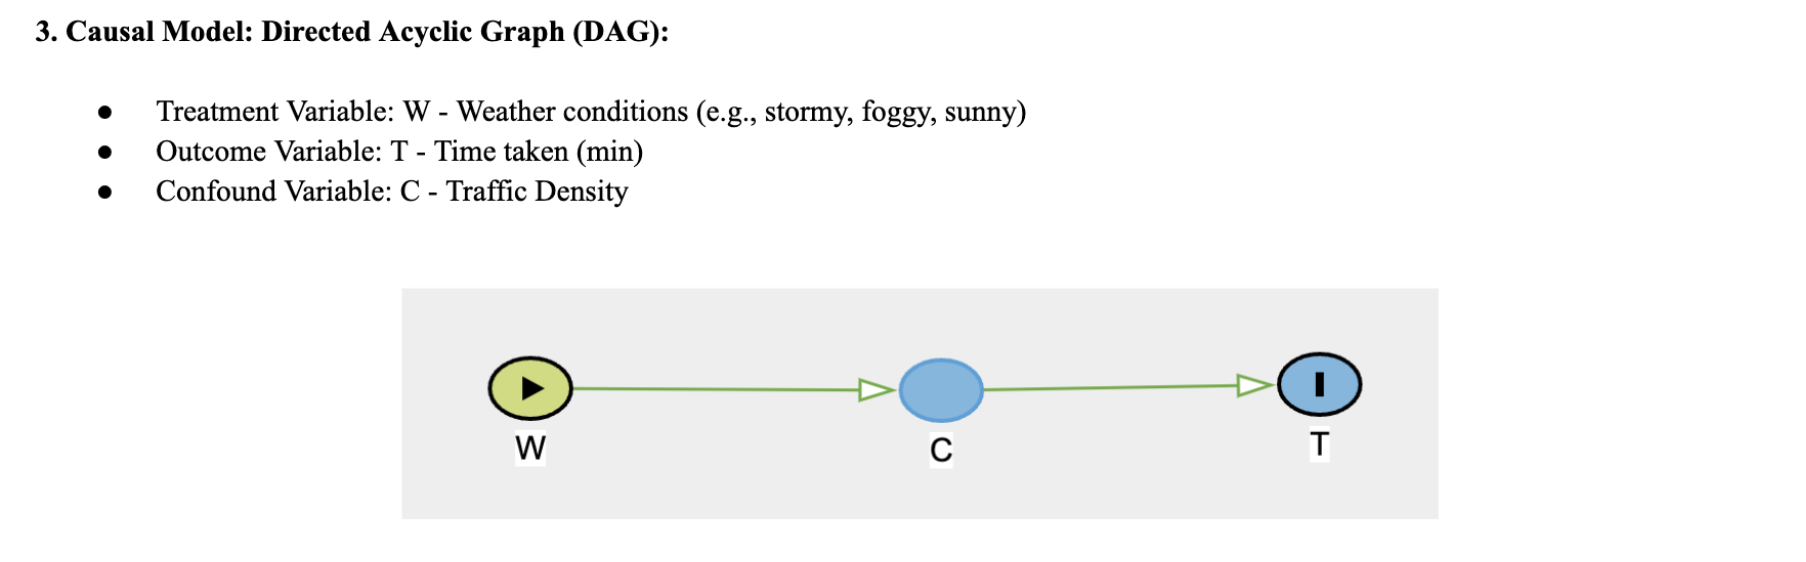 3. Causal Model: Directed Acyclic Graph (DAG):
● Treatment Variable: W - Weather conditions (e.g., stormy, foggy, sunny)
● Outcome Variable: T - Time taken (min)
● Confound Variable: C - Traffic Density
W C T